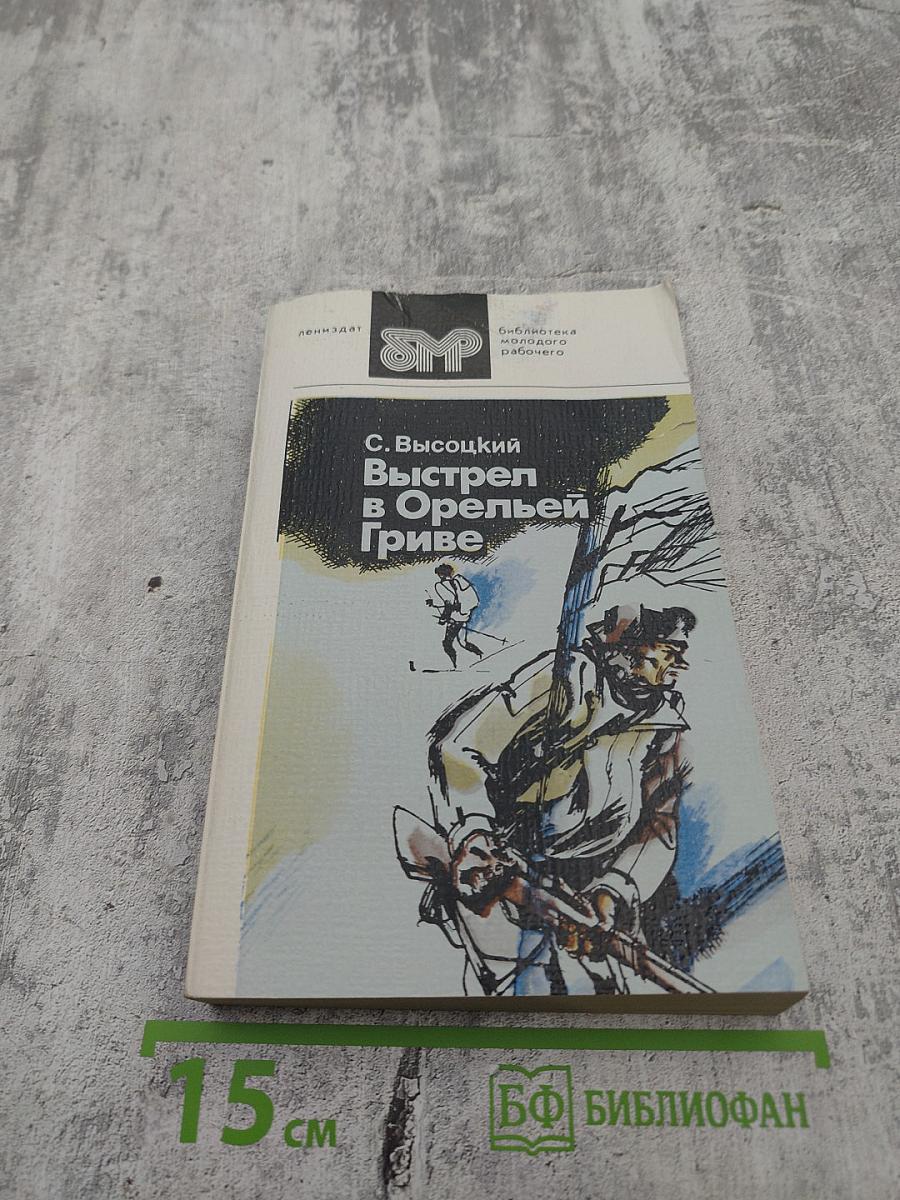 лениздат
бмр
библиотека
молодого
рабочего
С. Высоцкий
Выстрел
в Орельей
Гриве
15 см
БФ БИБЛИОФАН